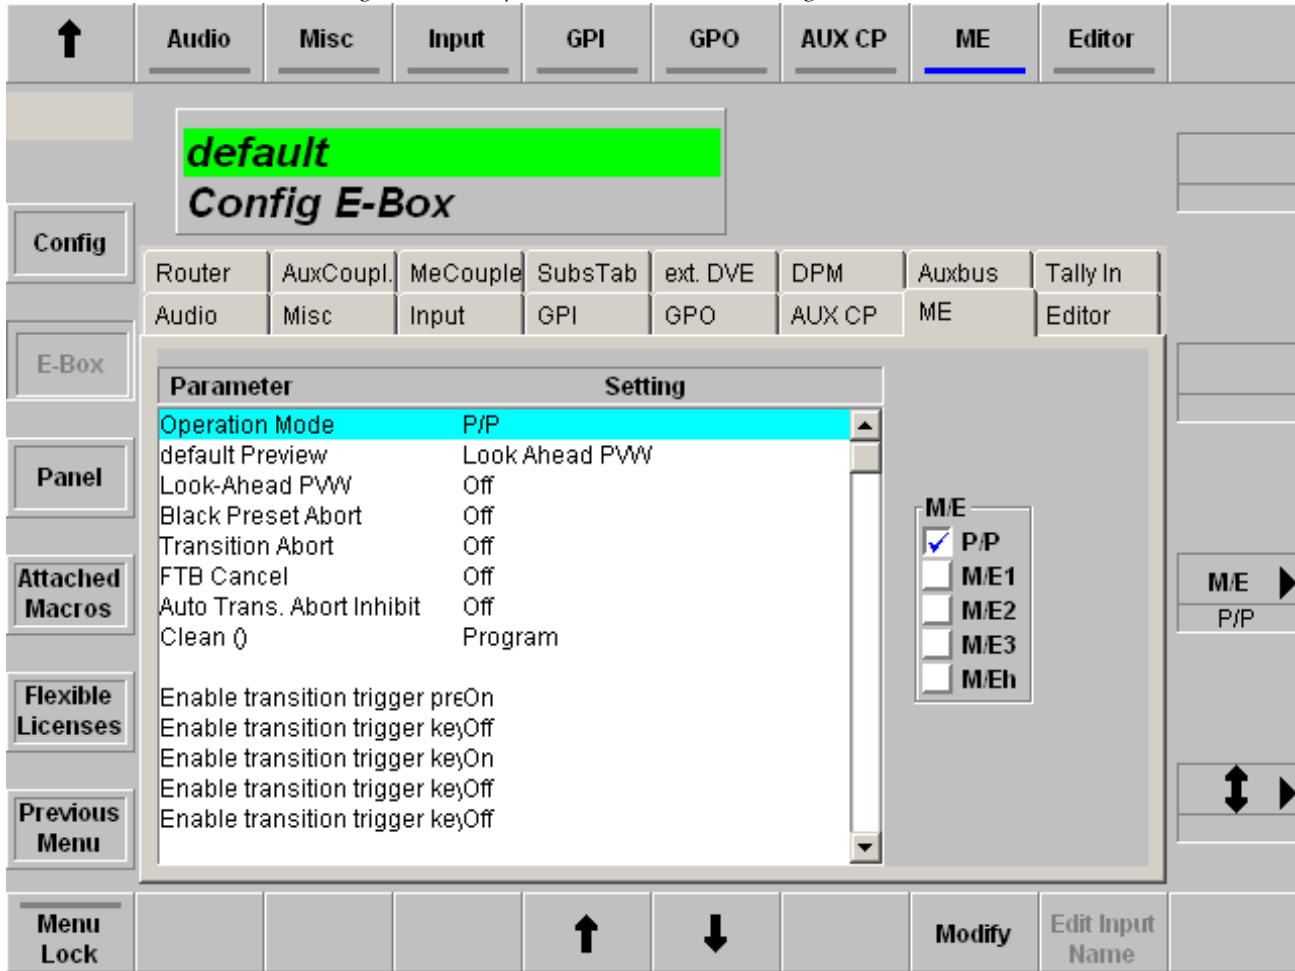 Audio Misc Input GPI GPO AUX CP ME Editor
default
Config E-Box
Config
E-Box
Panel
Attached
Macros
Flexible
Licenses
Previous
Menu
Router AuxCoupl. MeCouple SubsTab ext. DVE DPM Auxbus Tally In
Audio Misc Input GPI GPO AUX CP ME Editor
Parameter Setting
Operation Mode P/P
default Preview Look Ahead PVW
Look-Ahead PVW Off
Black Preset Abort Off
Transition Abort Off
FTB Cancel Off
Auto Trans. Abort Inhibit Off
Clean () Program
Enable transition trigger pre On
Enable transition trigger key Off
Enable transition trigger key On
Enable transition trigger key Off
Enable transition trigger key Off
M/E
P/P
M/E1
M/E2
M/E3
M/Eh
M/E
P/P
Menu
Lock
Modify
Edit Input
Name